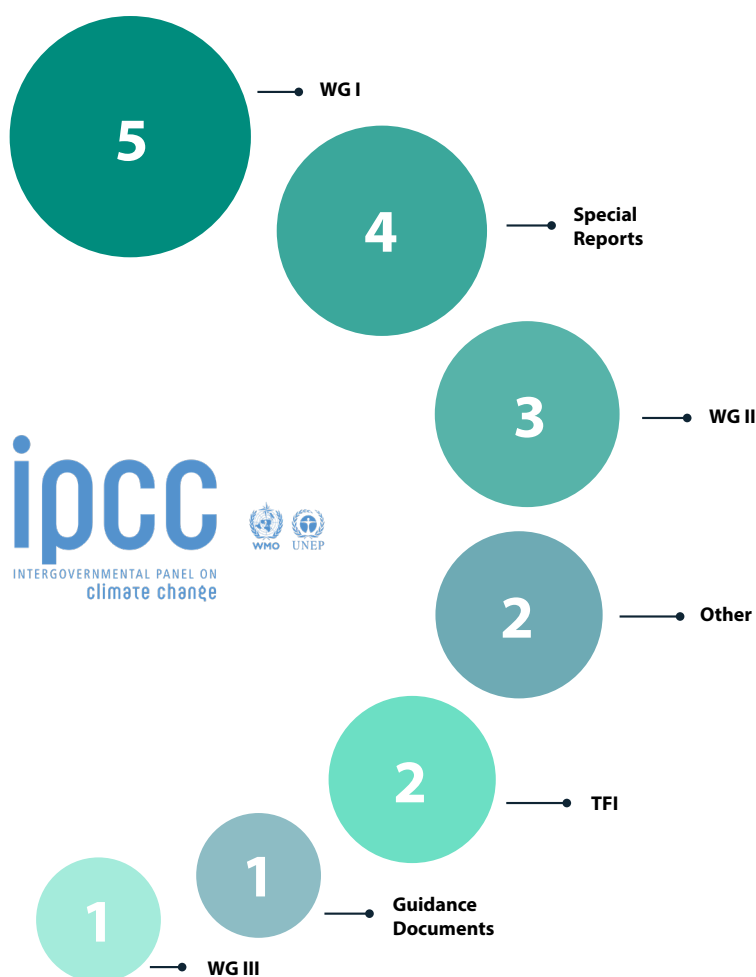 5
WG I
4
Special
Reports
3
WG II
ipcc
INTERGOVERNMENTAL PANEL ON
climate change
WMO
UNEP
2
Other
2
TFI
1
Guidance
Documents
1
WG III